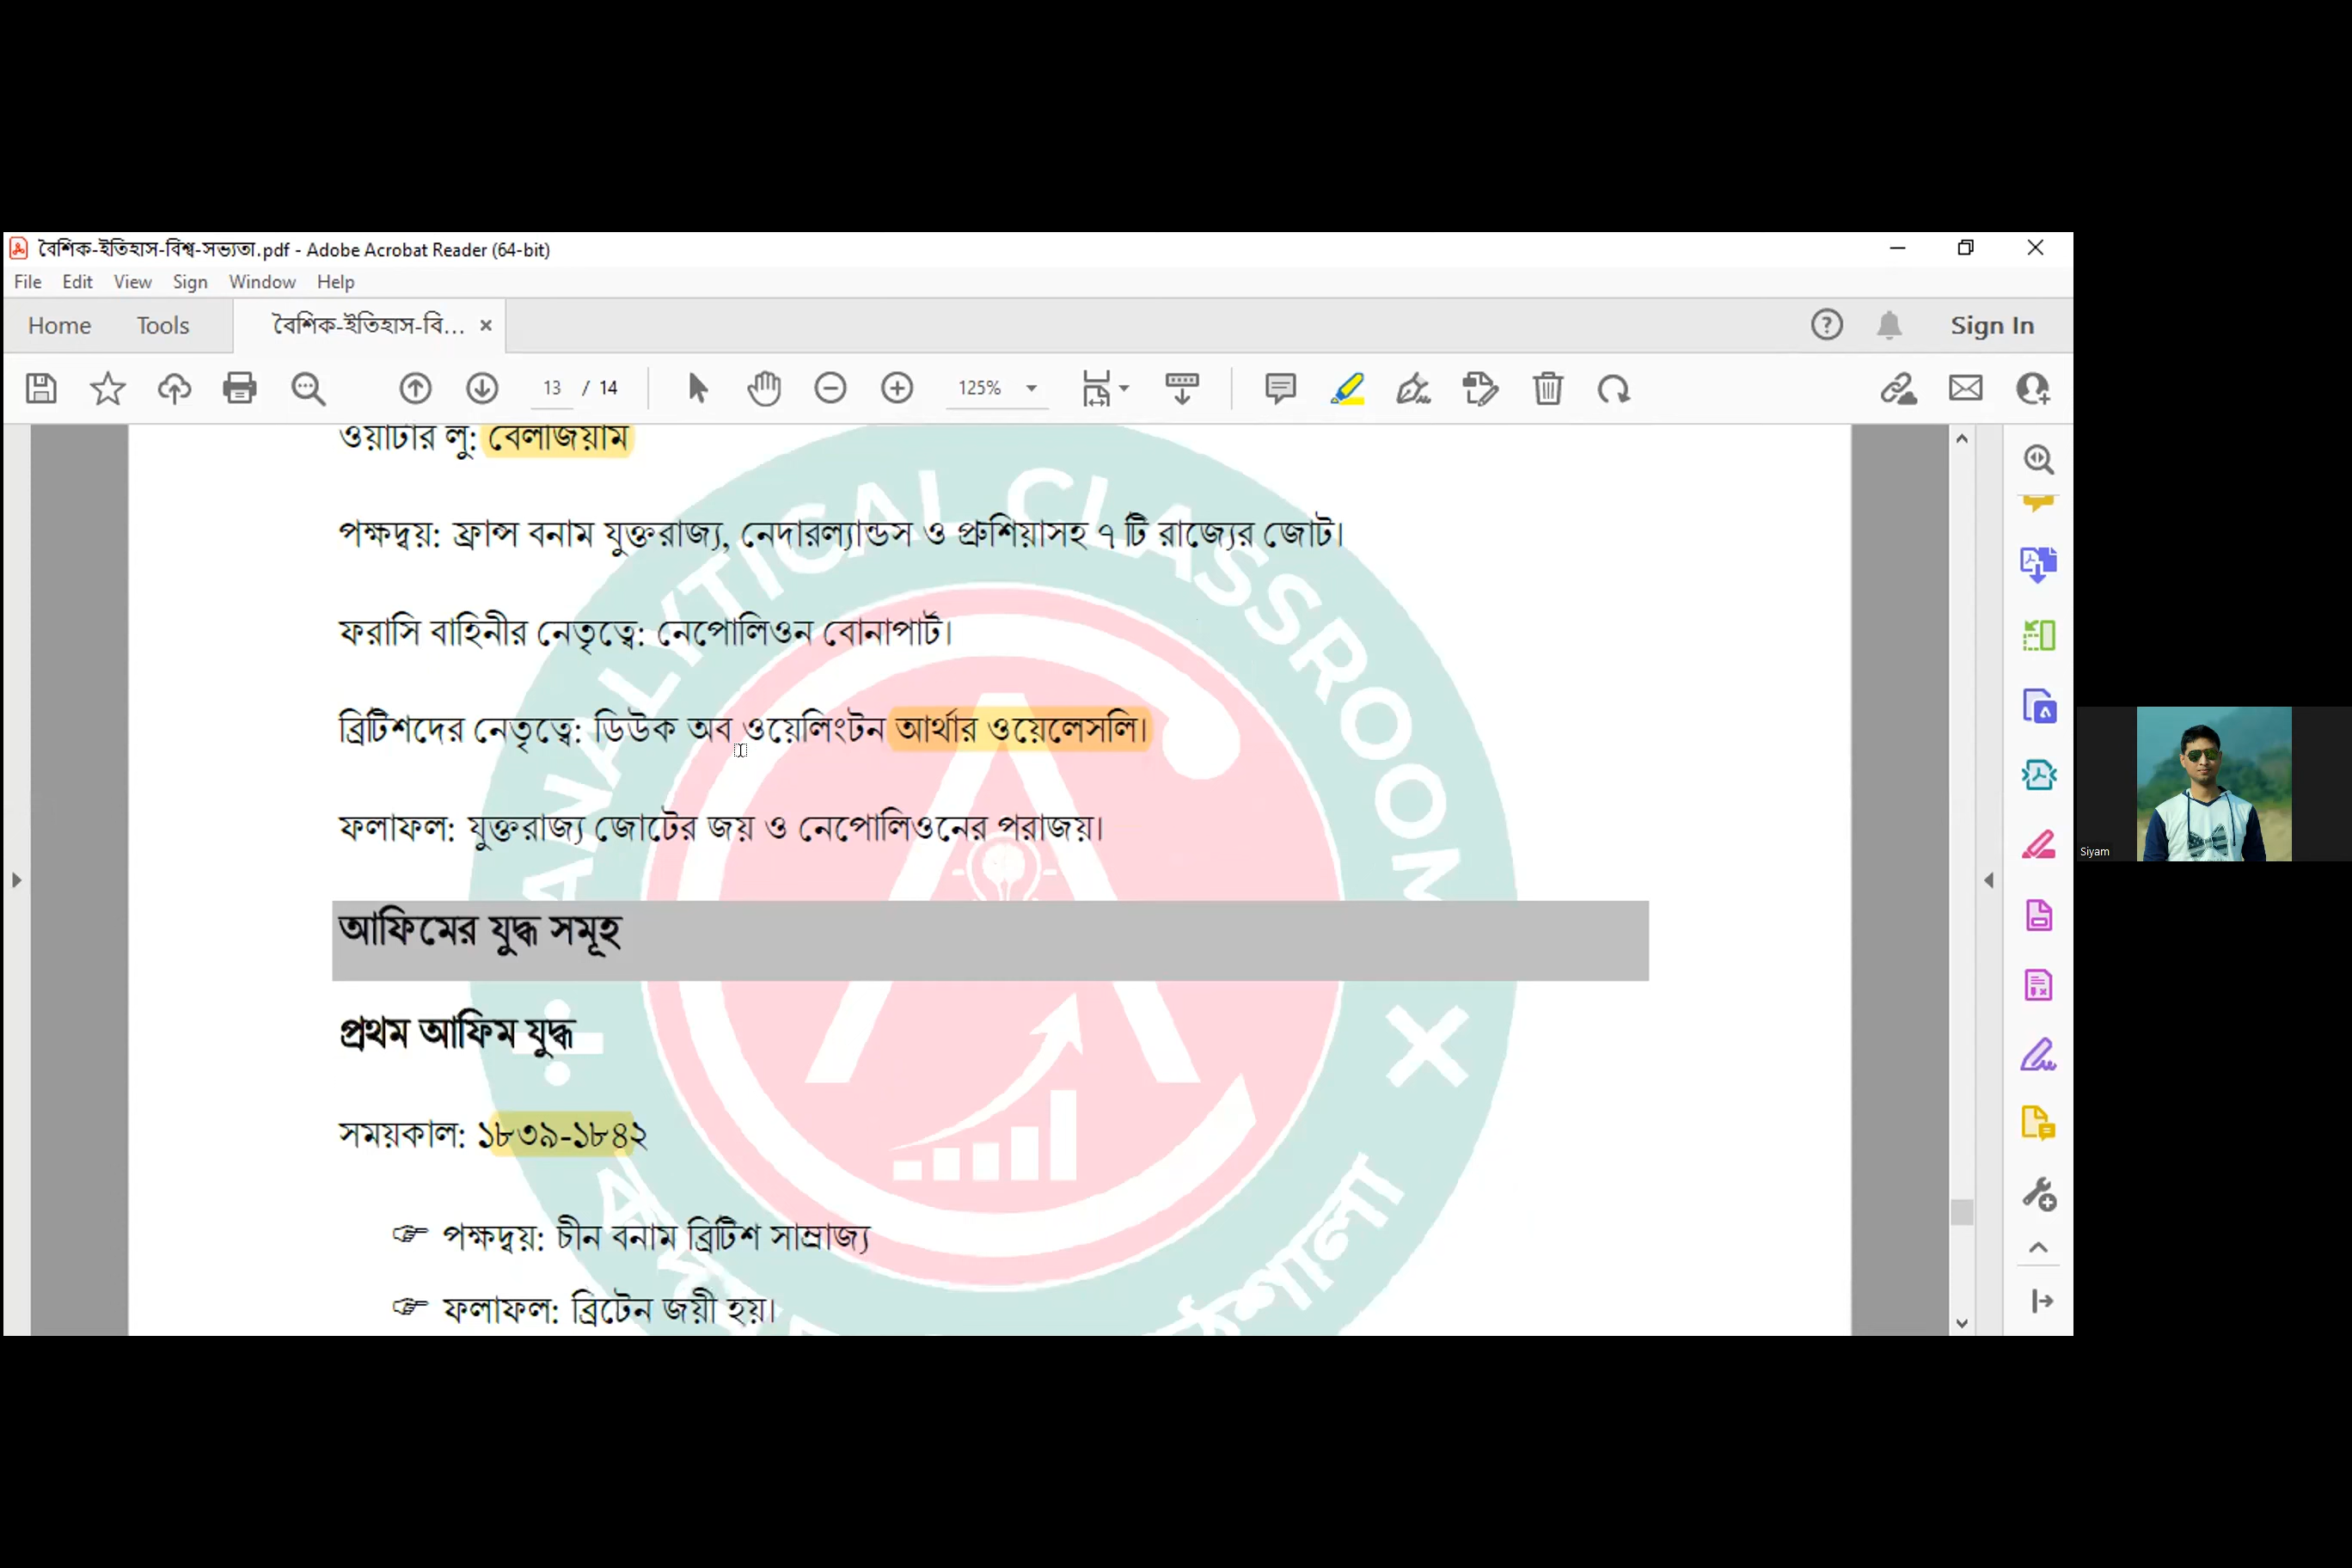 বৈশিক-ইতিহাস-বিশ্ব-সভ্যতা.pdf - Adobe Acrobat Reader (64-bit)
File Edit View Sign Window Help
Home Tools বৈশিক-ইতিহাস-বি... × Sign In
13 / 14 125%
ওয়াটার লু: বেলজিয়াম
পক্ষদ্বয়: ফ্রান্স বনাম যুক্তরাজ্য, নেদারল্যান্ডস ও প্রুশিয়াসহ ৭ টি রাজ্যের জোট।
ফরাসি বাহিনীর নেতৃত্বে: নেপোলিওন বোনাপার্ট।
ব্রিটিশদের নেতৃত্বে: ডিউক অব ওয়েলিংটন আর্থার ওয়েলেসলি।
ফলাফল: যুক্তরাজ্য জোটের জয় ও নেপোলিওনের পরাজয়।
আফিমের যুদ্ধ সমূহ
প্রথম আফিম যুদ্ধ
সময়কাল: ১৮৩৯-১৮৪২
☞ পক্ষদ্বয়: চীন বনাম ব্রিটিশ সাম্রাজ্য
☞ ফলাফল: ব্রিটেন জয়ী হয়।
ANALYTICAL CLASSROOM
Siyam